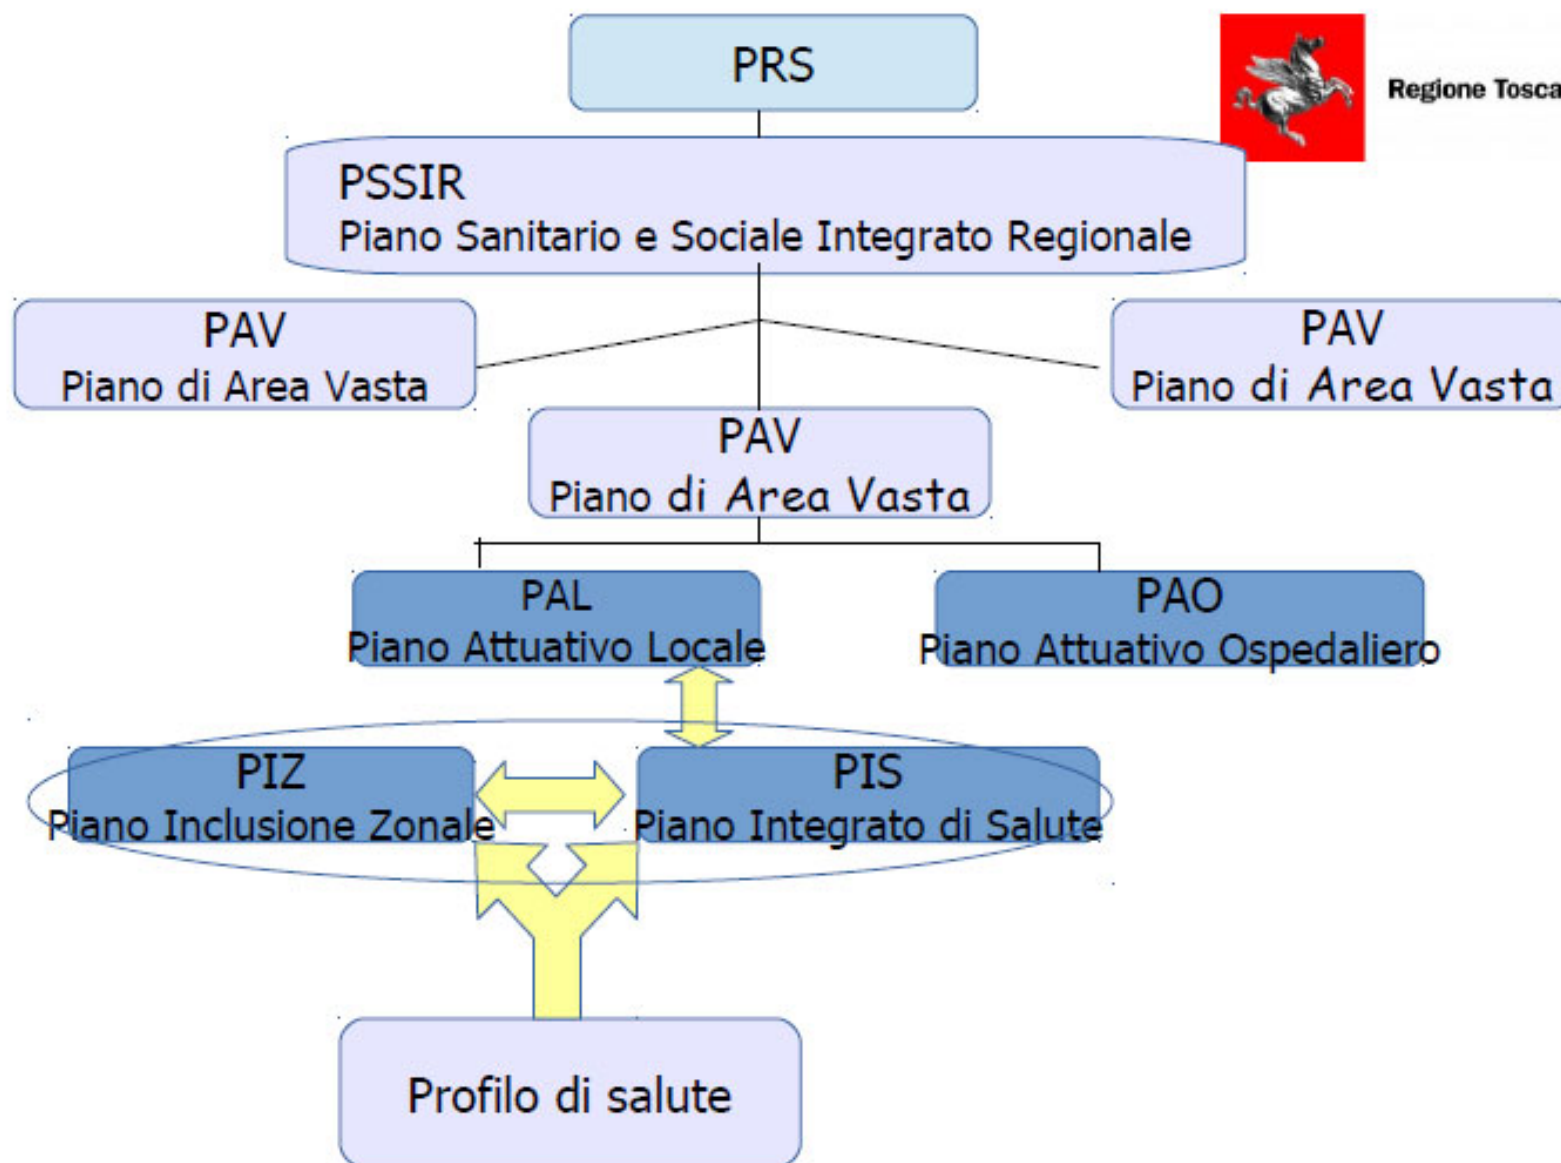 PRS
Regione Tosca
PSSIR
Piano Sanitario e Sociale Integrato Regionale
PAV
Piano di Area Vasta
PAV
Piano di Area Vasta
PAV
Piano di Area Vasta
PAL
Piano Attuativo Locale
PAO
Piano Attuativo Ospedaliero
PIZ
Piano Inclusione Zonale
PIS
Piano Integrato di Salute
Profilo di salute